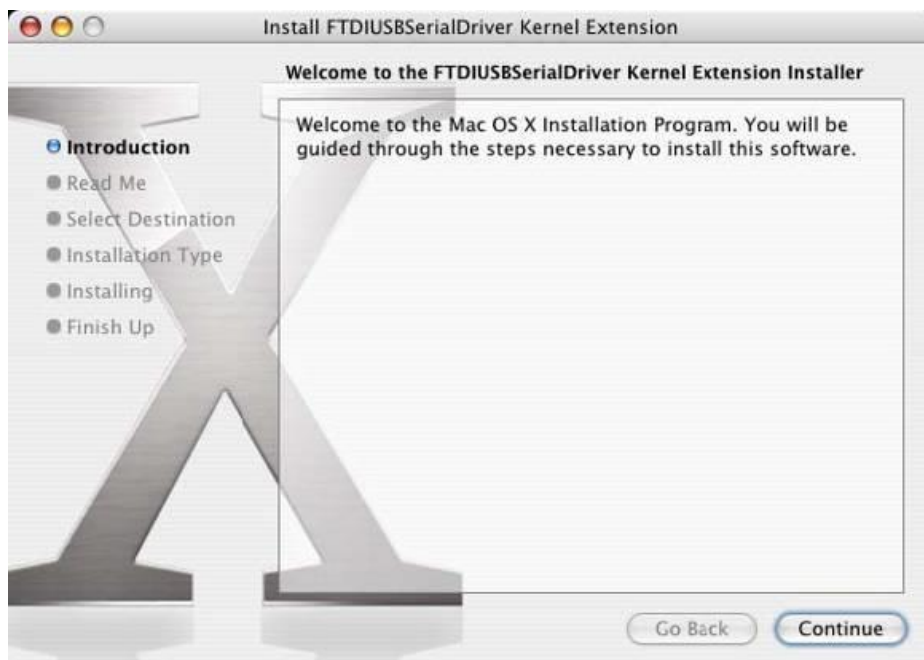 Install FTDIUSBSerialDriver Kernel Extension
Welcome to the FTDIUSBSerialDriver Kernel Extension Installer
Introduction
Read Me
Select Destination
Installation Type
Installing
Finish Up
Welcome to the Mac OS X Installation Program. You will be
guided through the steps necessary to install this software.
Go Back
Continue